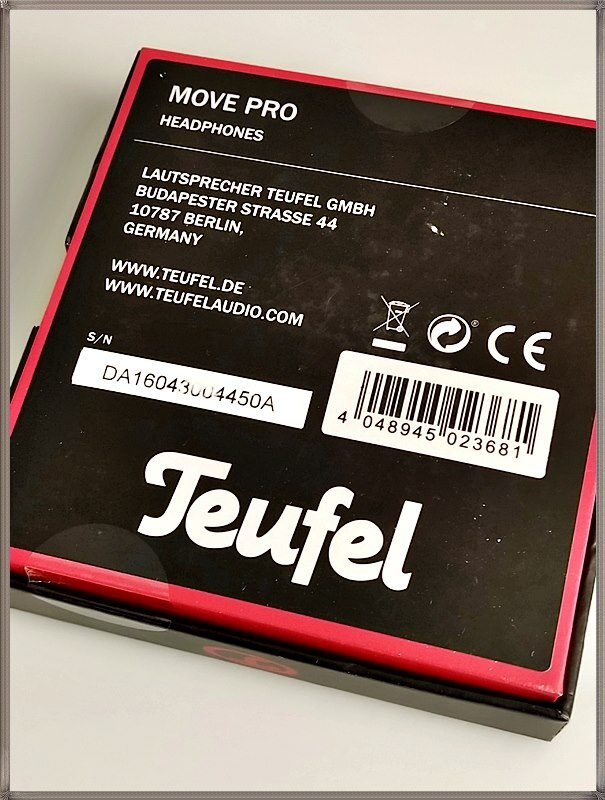 MOVE PRO
HEADPHONES
LAUTSPRECHER TEUFEL GMBH
BUDAPESTER STRASSE 44
10787 BERLIN,
GERMANY
WWW.TEUFEL.DE
WWW.TEUFELAUDIO.COM
CE
S/N
DA16043004450A
4 048945 023681
Teufel